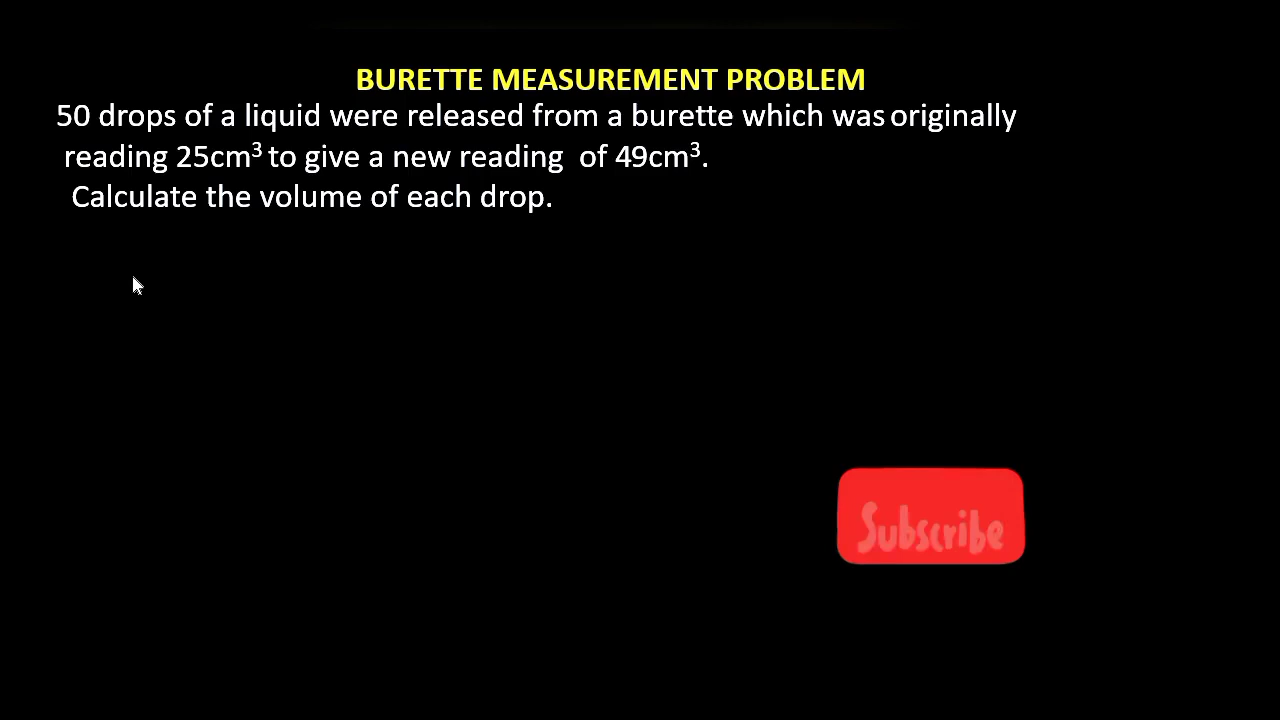 BURETTE MEASUREMENT PROBLEM
50 drops of a liquid were released from a burette which was originally
reading 25cm³ to give a new reading of 49cm³.
Calculate the volume of each drop.
Subscribe